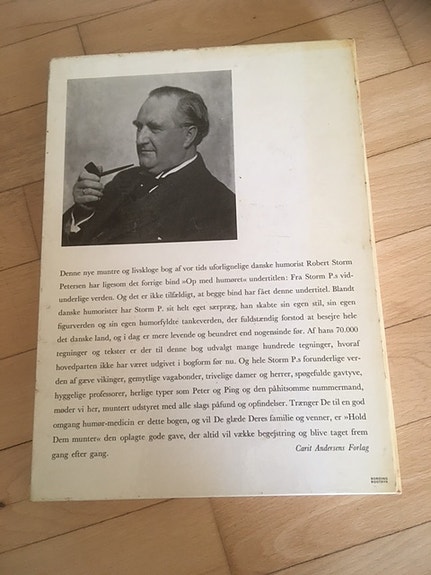 Denne nye muntre og livskloge bog af vor tids uforlignelige danske humorist Robert Storm
Petersen har ligesom det forrige bind »Op med humøret« undertitlen: Fra Storm P.s vid-
underlige verden. Og det er ikke tilfældigt, at begge bind har fået denne undertitel. Blandt
danske humorister har Storm P. sit helt eget særpræg, han skabte sin egen stil, sin egen
figurverden og sin egen humorfyldte tankeverden, der fuldstændig forstod at besejle hele
det danske land, og i dag er mere levende og beundret end nogensinde før. Af hans 70.000
tegninger og tekster er der til denne bog udvalgt mange hundrede tegninger, hvoraf
hovedparten ikke har været udgivet i bogform før nu. Og hele Storm P.s forunderlige ver-
den af gæve vikinger, gemytlige vagabonder, trivelige damer og herrer, spøgefulde gavtyve,
hyggelige professorer, herlige typer som Peter og Ping og den påhitsomme nummermand,
møder vi her, muntert udstyret med alle slags påfund og opfindelser. Trænger De til en god
omgang humør-medicin er dette bogen, og vil De glæde Deres familie og venner, er »Hold
Dem munter« den oplagte gode gave, der altid vil vække begejstring og blive taget frem
gang efter gang.
Carit Andersens Forlag